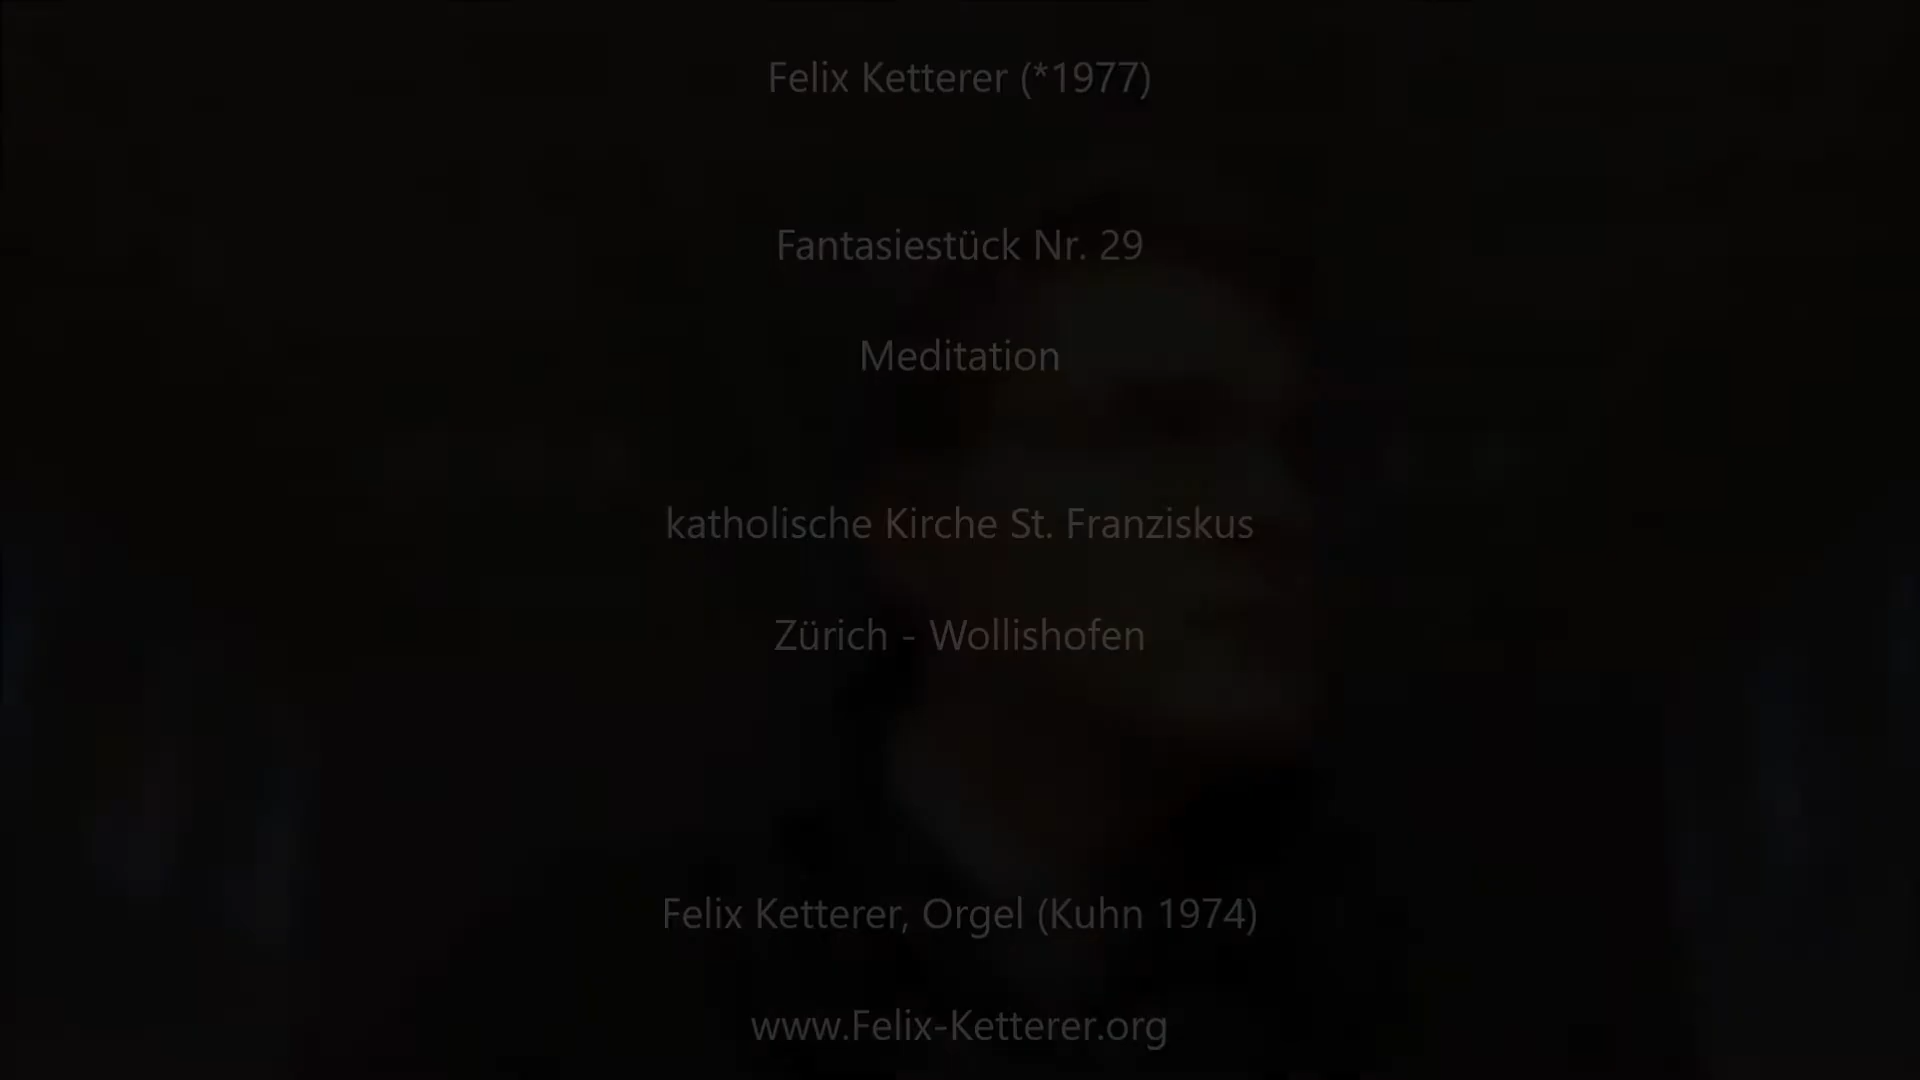 Felix Ketterer (*1977)
Fantasiestück Nr. 29
Meditation
katholische Kirche St. Franziskus
Zürich - Wollishofen
Felix Ketterer, Orgel (Kuhn 1974)
www.Felix-Ketterer.org